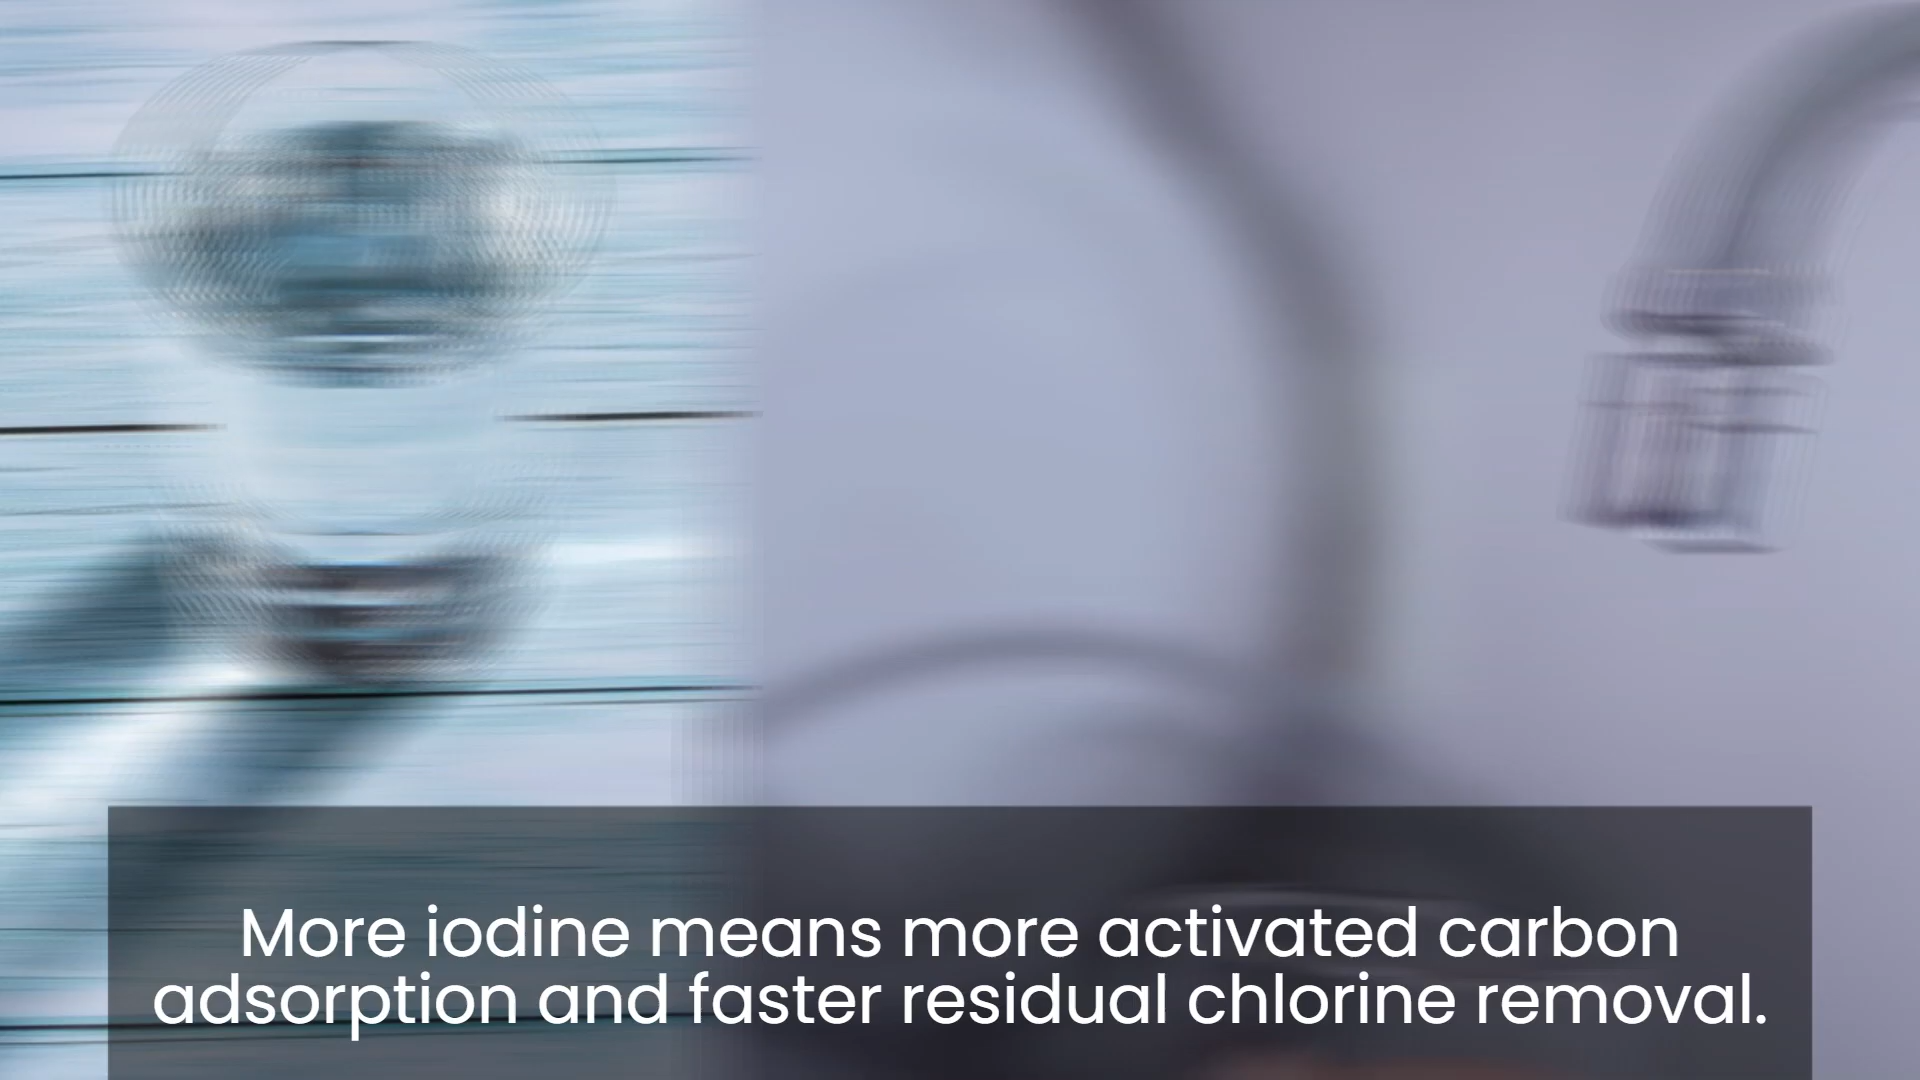 More iodine means more activated carbon
adsorption and faster residual chlorine removal.